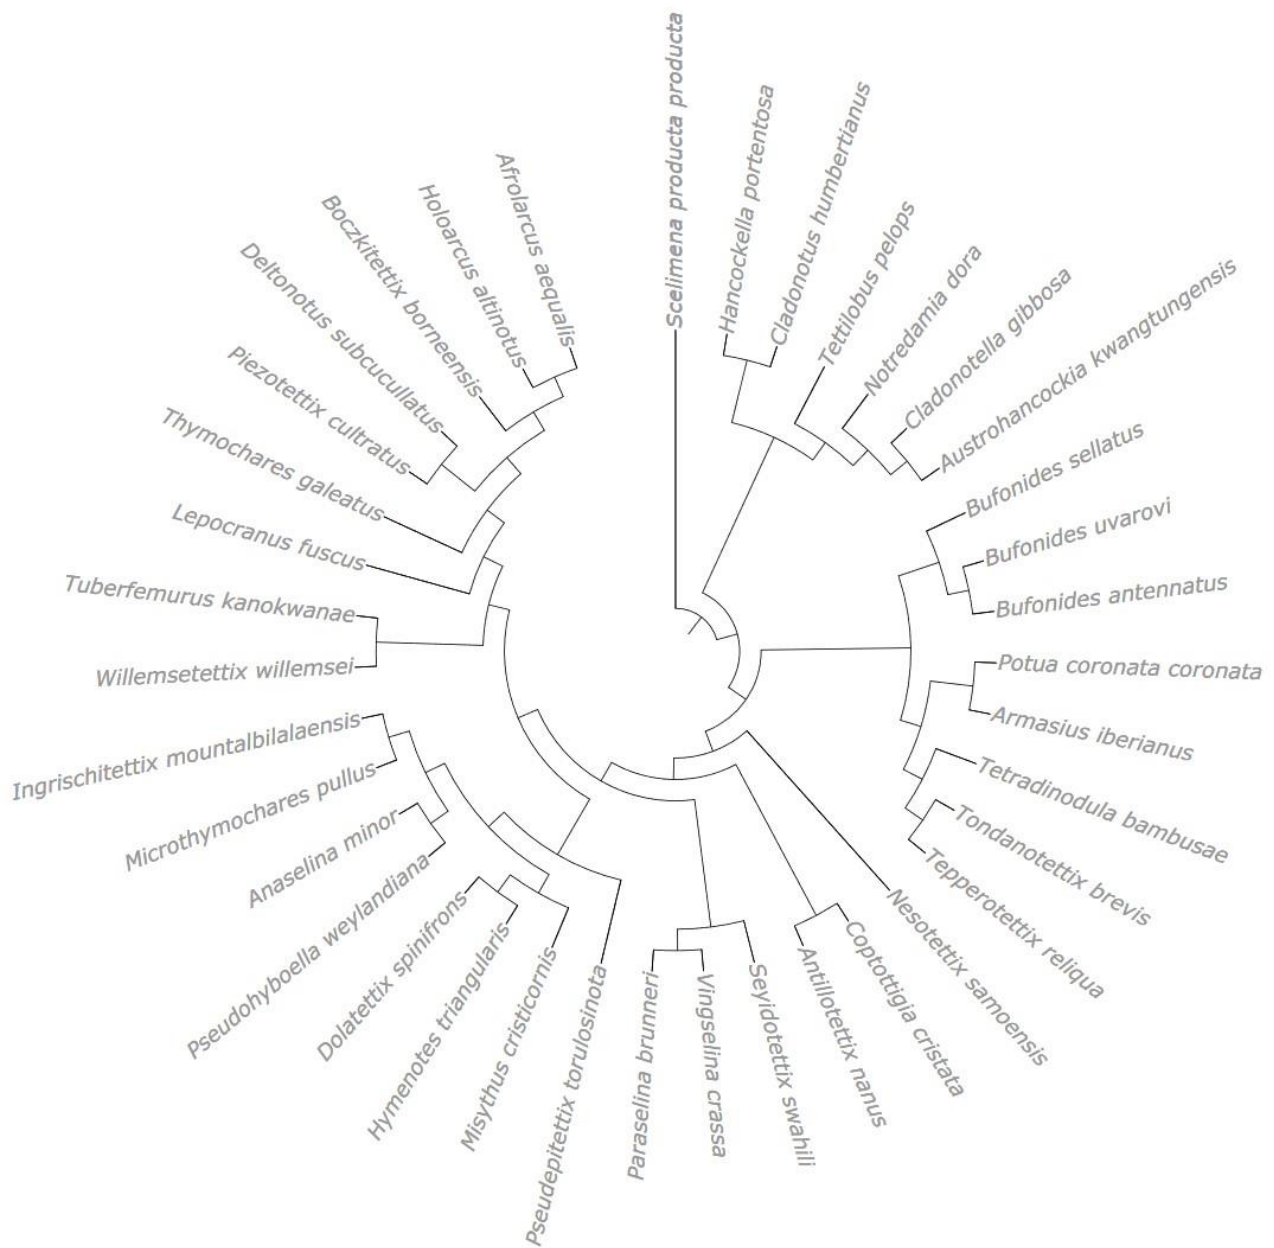 Scelimena producta producta
Hancockella portentosa
Cladonotus humbertianus
Tettilobus pelops
Notredamia dora
Cladonotella gibbosa
Austrohancockia kwangtungensis
Bufonides sellatus
Bufonides uvarovi
Bufonides antennatus
Potua coronata coronata
Armasius iberianus
Tetradinodula bambusae
Tondanotettix brevis
Tepperotettix reliqua
Nesotettix samoensis
Coptottigia cristata
Antillotettix nanus
Seyidotettix swahili
Vingselina crassa
Paraselina brunneri
Pseudepitettix torulosinota
Misythus cristicornis
Hymenotes triangularis
Dolatettix spinifrons
Pseudohyboella weylandiana
Anaselina minor
Microthymochares pullus
Ingrischitettix mountalbilalaensis
Willemsetettix willemsei
Tuberfemurus kanokwanae
Lepocranus fuscus
Thymochares galeatus
Piezotettix cultratus
Deltonotus subcucullatus
Boczkitettix borneensis
Holoarcus altinotus
Afrolarcus aequalis